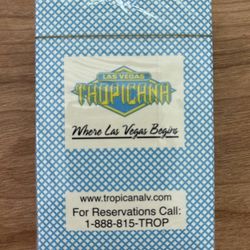 LAS VEGAS
TROPICANA
Where Las Vegas Begins
www.tropicanalv.com
For Reservations Call:
1-888-815-TROP